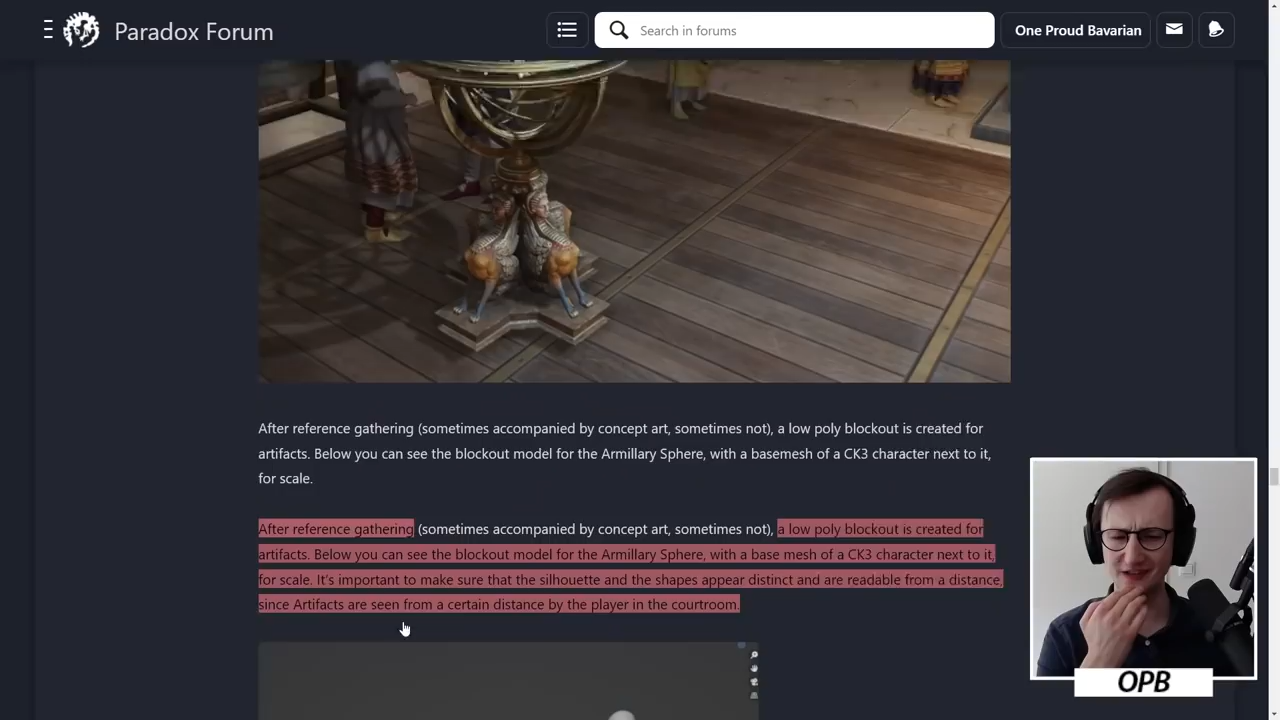 Paradox Forum
Search in forums
One Proud Bavarian
After reference gathering (sometimes accompanied by concept art, sometimes not), a low poly blockout is created for
artifacts. Below you can see the blockout model for the Armillary Sphere, with a basemesh of a CK3 character next to it,
for scale.
After reference gathering (sometimes accompanied by concept art, sometimes not), a low poly blockout is created for
artifacts. Below you can see the blockout model for the Armillary Sphere, with a base mesh of a CK3 character next to it,
for scale. It's important to make sure that the silhouette and the shapes appear distinct and are readable from a distance,
since Artifacts are seen from a certain distance by the player in the courtroom.
OPB